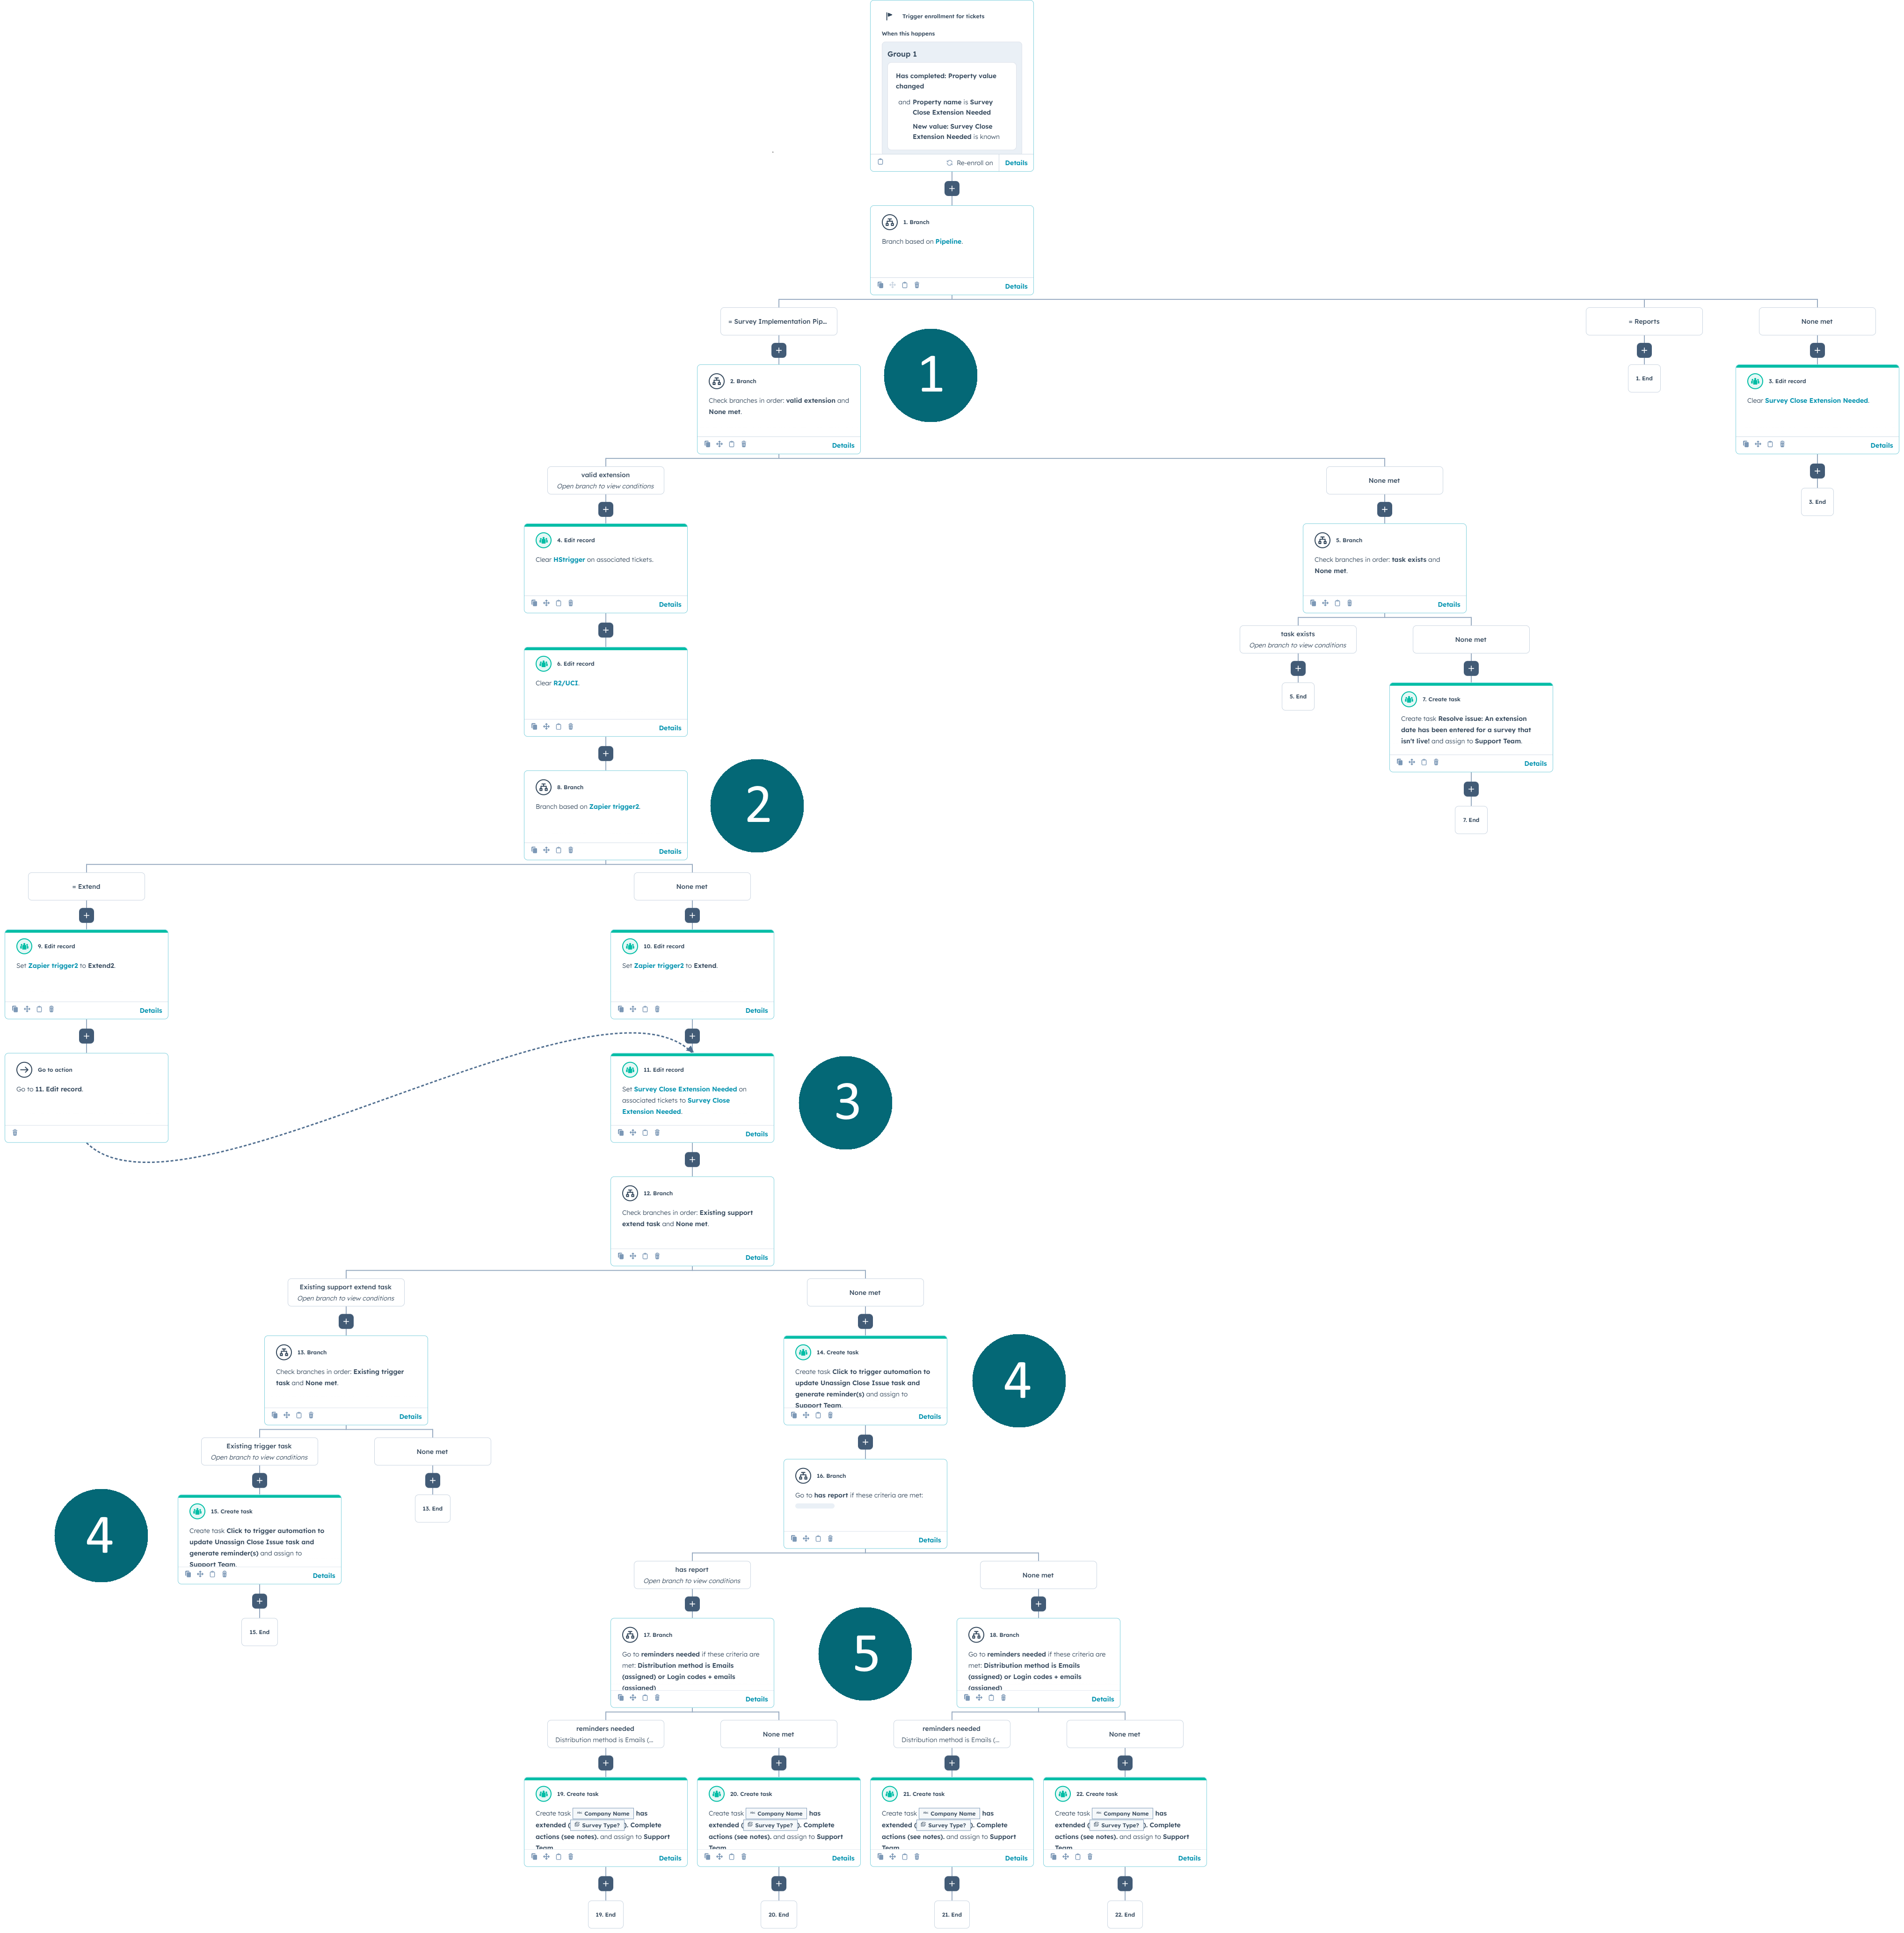 Trigger enrollment for tickets
When this happens
Group 1
Has completed: Property value
changed
and Property name is Survey
Close Extension Needed
New value: Survey Close
Extension Needed is known
Re-enroll on
Details
1. Branch
Branch based on Pipeline.
Details
= Survey Implementation Pip...
= Reports
None met
1
2. Branch
Check branches in order: valid extension and
None met.
Details
1. End
3. Edit record
Clear Survey Close Extension Needed.
Details
3. End
valid extension
Open branch to view conditions
None met
4. Edit record
Clear HStrigger on associated tickets.
Details
5. Branch
Check branches in order: task exists and
None met.
Details
task exists
Open branch to view conditions
None met
6. Edit record
Clear R2/UCI.
Details
5. End
7. Create task
Create task Resolve issue: An extension
date has been entered for a survey that
isn't live! and assign to Support Team.
Details
7. End
8. Branch
Branch based on Zapier trigger2.
Details
2
= Extend
None met
9. Edit record
Set Zapier trigger2 to Extend2.
Details
10. Edit record
Set Zapier trigger2 to Extend.
Details
Go to action
Go to 11. Edit record.
11. Edit record
Set Survey Close Extension Needed on
associated tickets to Survey Close
Extension Needed.
Details
3
12. Branch
Check branches in order: Existing support
extend task and None met.
Details
Existing support extend task
Open branch to view conditions
None met
13. Branch
Check branches in order: Existing trigger
task and None met.
Details
14. Create task
Create task Click to trigger automation to
update Unassign Close Issue task and
generate reminder(s) and assign to
Support Team.
Details
4
Existing trigger task
Open branch to view conditions
None met
4
15. Create task
Create task Click to trigger automation to
update Unassign Close Issue task and
generate reminder(s) and assign to
Support Team.
Details
13. End
15. End
16. Branch
Go to has report if these criteria are met:
Details
has report
Open branch to view conditions
None met
17. Branch
Go to reminders needed if these criteria are
met: Distribution method is Emails
(assigned) or Login codes + emails
(assigned)
Details
5
18. Branch
Go to reminders needed if these criteria are
met: Distribution method is Emails
(assigned) or Login codes + emails
(assigned)
Details
reminders needed
Distribution method is Emails (...
None met
reminders needed
Distribution method is Emails (...
None met
19. Create task
Create task Company Name has
extended ( Survey Type? ). Complete
actions (see notes). and assign to Support
Team.
Details
20. Create task
Create task Company Name has
extended ( Survey Type? ). Complete
actions (see notes). and assign to Support
Team.
Details
21. Create task
Create task Company Name has
extended ( Survey Type? ). Complete
actions (see notes). and assign to Support
Team.
Details
22. Create task
Create task Company Name has
extended ( Survey Type? ). Complete
actions (see notes). and assign to Support
Team.
Details
19. End
20. End
21. End
22. End